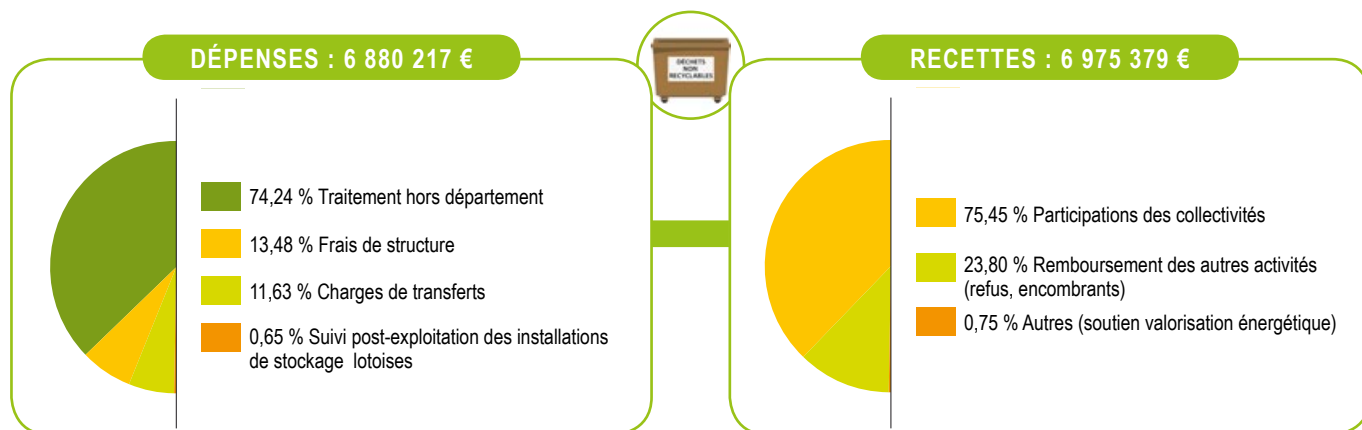 DÉPENSES : 6 880 217 €
74,24 % Traitement hors département
13,48 % Frais de structure
11,63 % Charges de transferts
0,65 % Suivi post-exploitation des installations
de stockage lotoises
DÉCHETS
NON
RECYCLABLES
RECETTES : 6 975 379 €
75,45 % Participations des collectivités
23,80 % Remboursement des autres activités
(refus, encombrants)
0,75 % Autres (soutien valorisation énergétique)